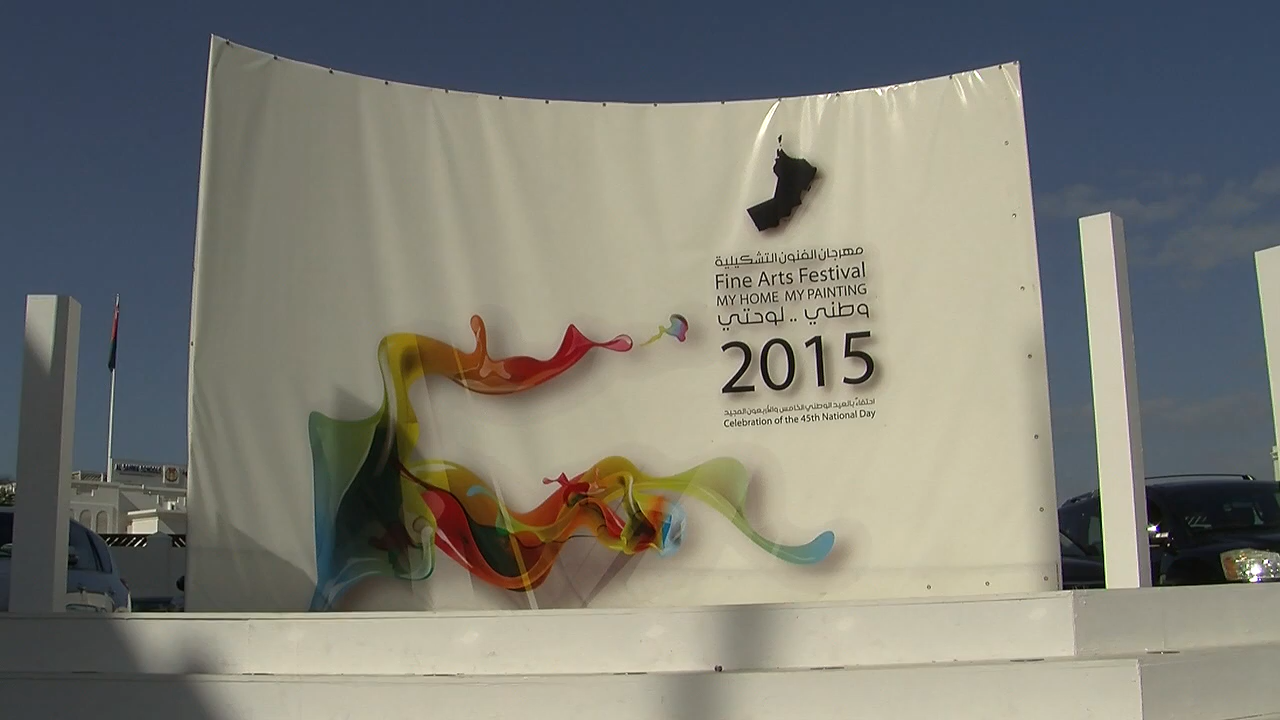 مهرجان الفنون التشكيلية
Fine Arts Festival
MY HOME MY PAINTING
وطني .. لوحتي
2015
احتفاءً بالعيد الوطني الخامس والأربعون المجيد
Celebration of the 45th National Day